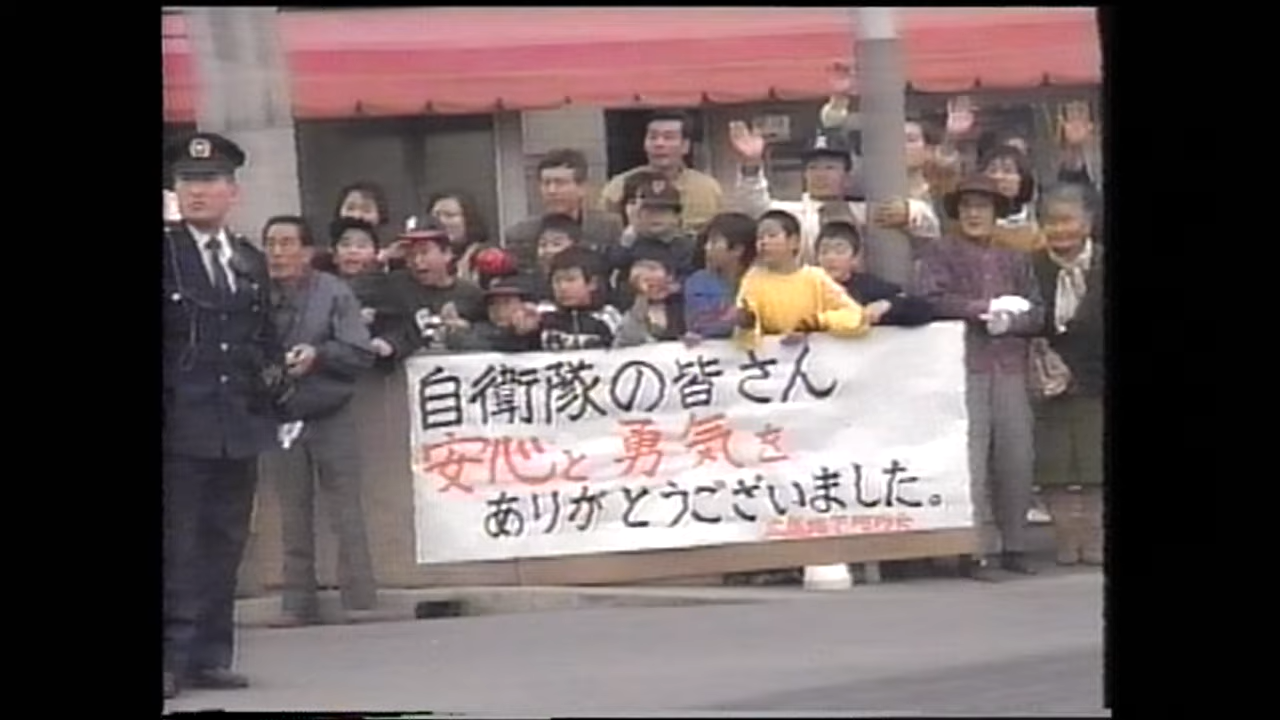 自衛隊の皆さん
安心と勇気を
ありがとうございました。